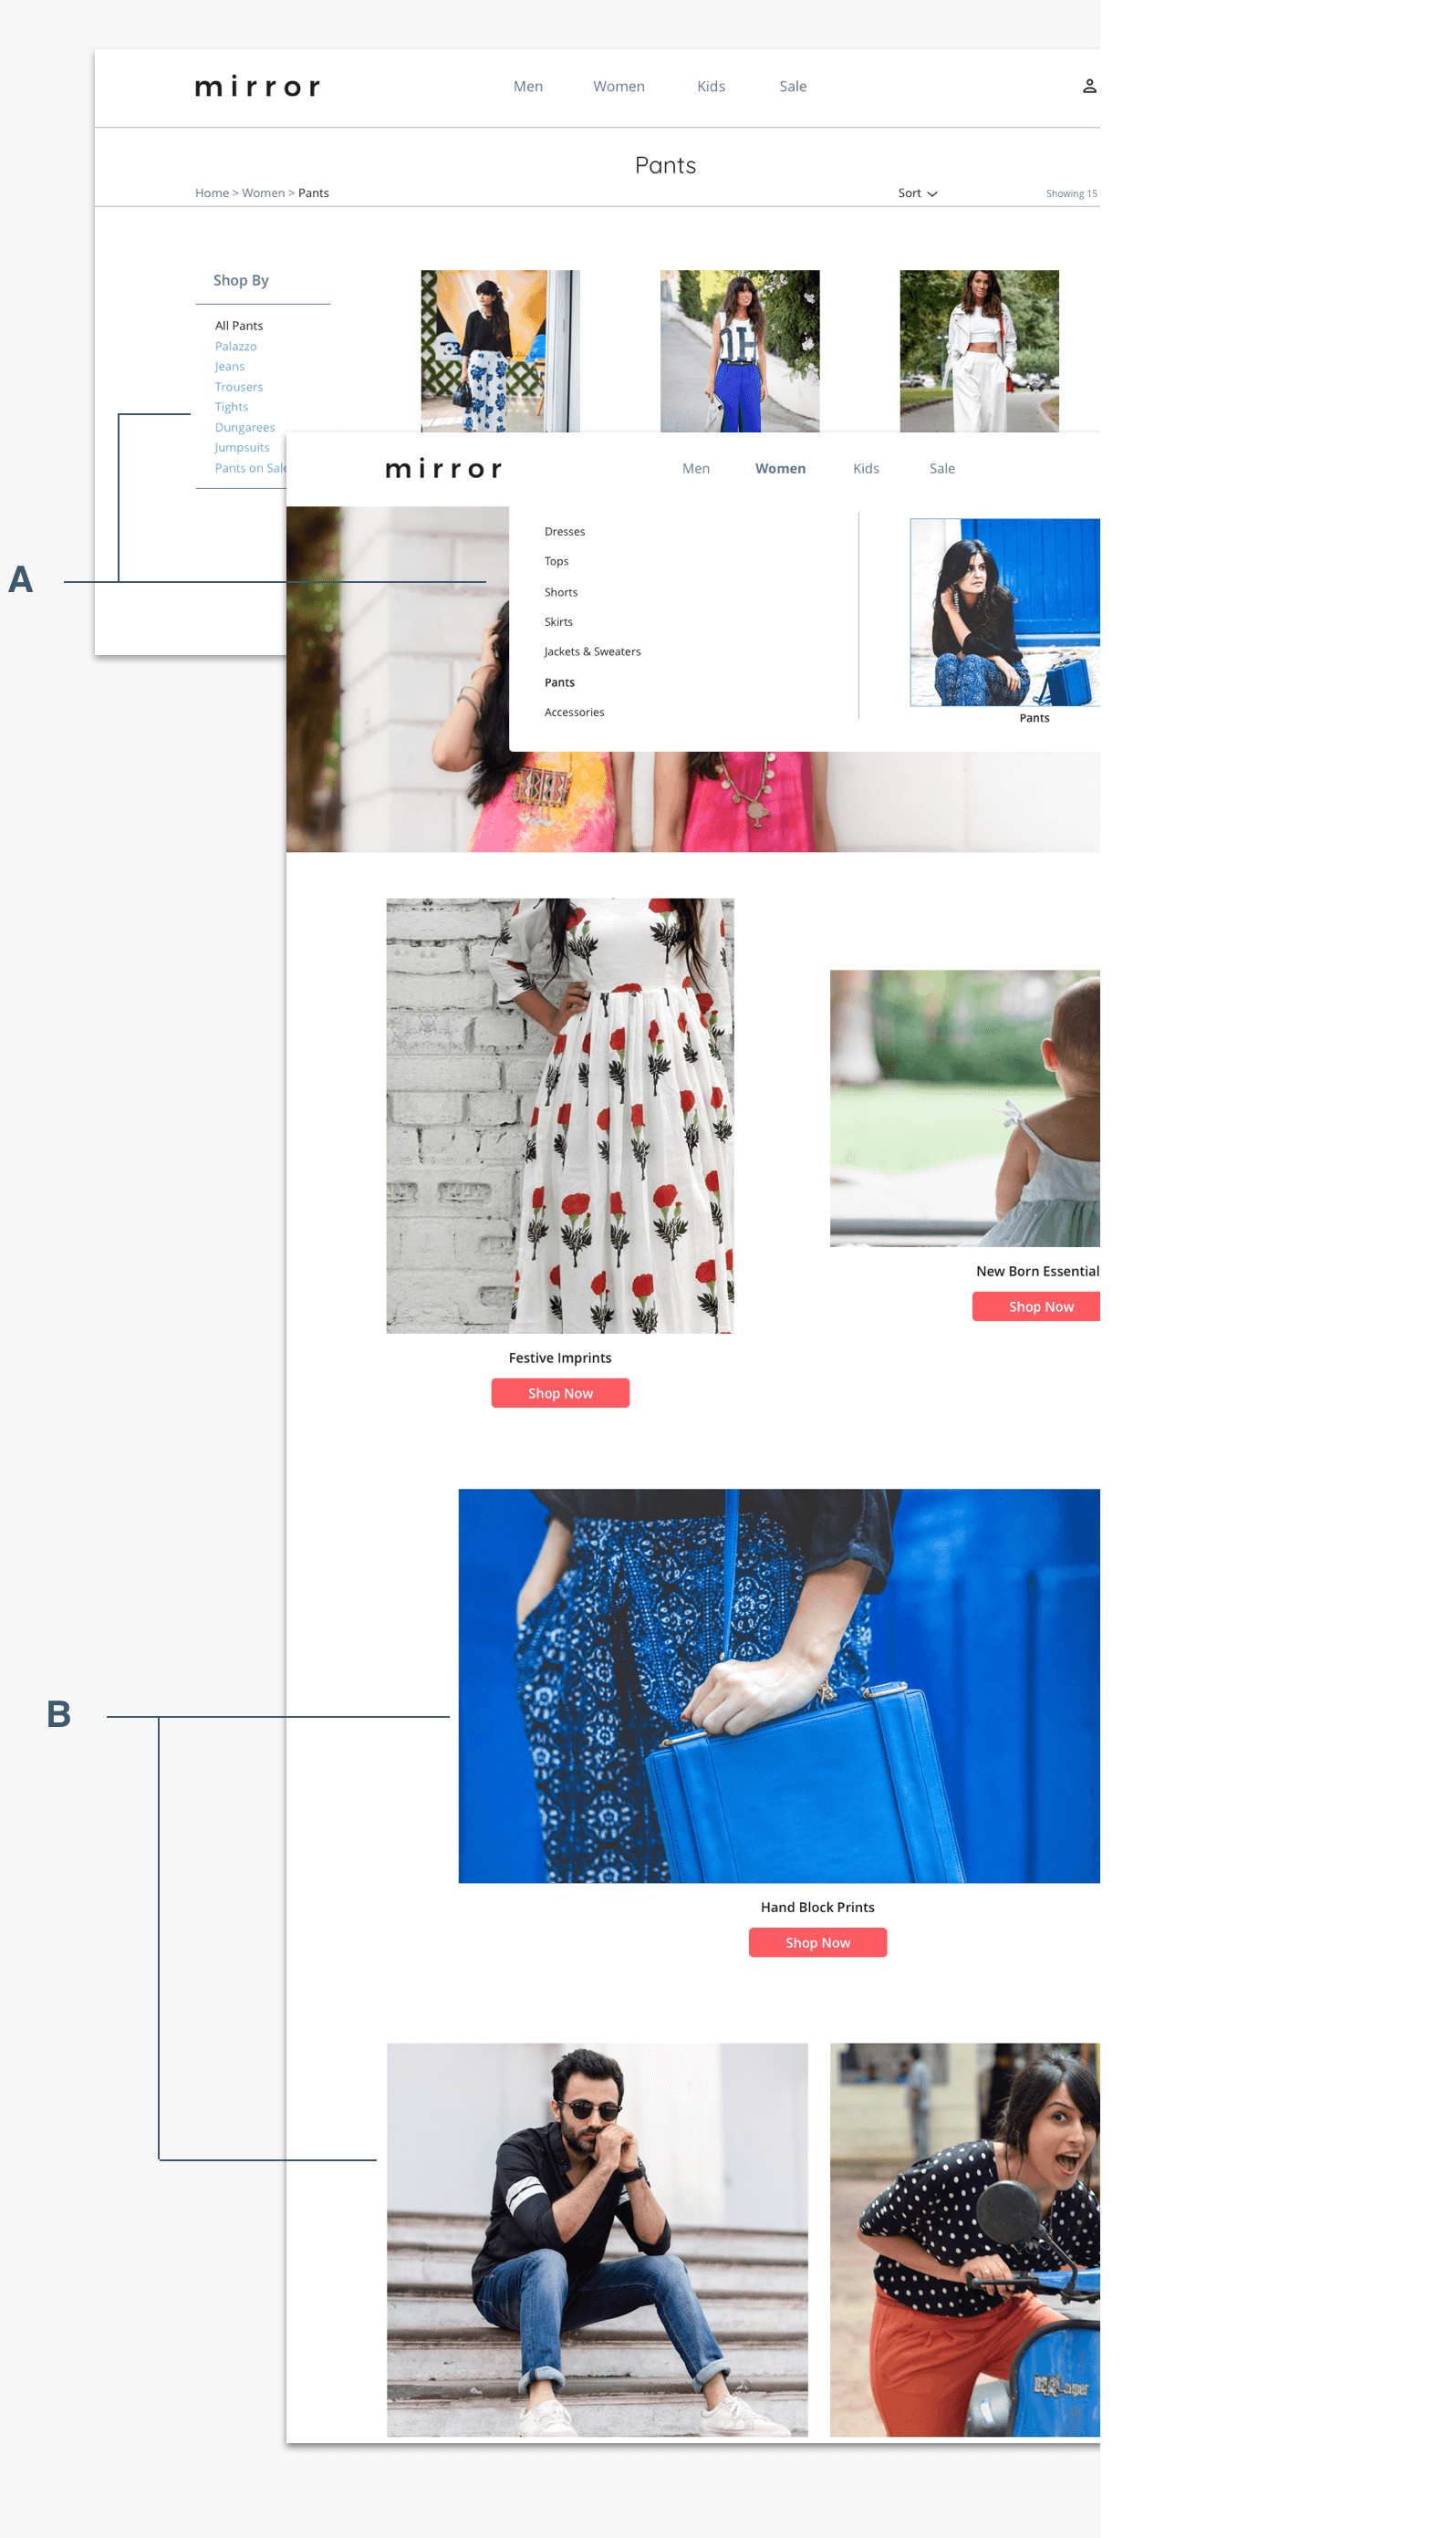 mirror
Men Women Kids Sale
Pants
Home > Women > Pants
Sort
Showing 15
Shop By
All Pants
Palazzo
Jeans
Trousers
Tights
Dungarees
Jumpsuits
Pants on Sale
mirror
Men Women Kids Sale
Dresses
Tops
Shorts
Skirts
Jackets & Sweaters
Pants
Accessories
Pants
A
New Born Essential
Shop Now
Festive Imprints
Shop Now
B
Hand Block Prints
Shop Now